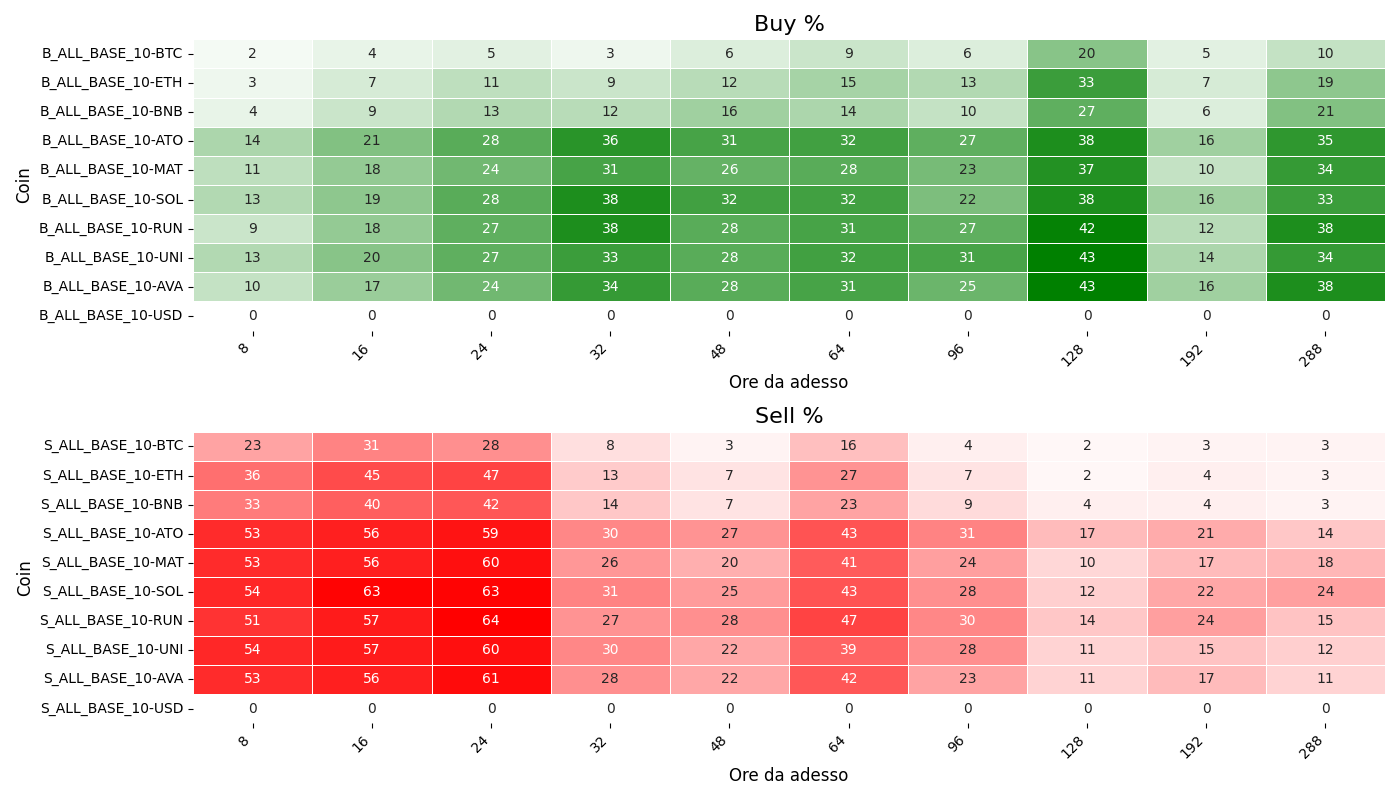 Buy %
Coin
B_ALL_BASE_10-BTC 2 4 5 3 6 9 6 20 5 10
B_ALL_BASE_10-ETH 3 7 11 9 12 15 13 33 7 19
B_ALL_BASE_10-BNB 4 9 13 12 16 14 10 27 6 21
B_ALL_BASE_10-ATO 14 21 28 36 31 32 27 38 16 35
B_ALL_BASE_10-MAT 11 18 24 31 26 28 23 37 10 34
B_ALL_BASE_10-SOL 13 19 28 38 32 32 22 38 16 33
B_ALL_BASE_10-RUN 9 18 27 38 28 31 27 42 12 38
B_ALL_BASE_10-UNI 13 20 27 33 28 32 31 43 14 34
B_ALL_BASE_10-AVA 10 17 24 34 28 31 25 43 16 38
B_ALL_BASE_10-USD 0 0 0 0 0 0 0 0 0 0
8 16 24 32 48 64 96 128 192 288
Ore da adesso
Sell %
Coin
S_ALL_BASE_10-BTC 23 31 28 8 3 16 4 2 3 3
S_ALL_BASE_10-ETH 36 45 47 13 7 27 7 2 4 3
S_ALL_BASE_10-BNB 33 40 42 14 7 23 9 4 4 3
S_ALL_BASE_10-ATO 53 56 59 30 27 43 31 17 21 14
S_ALL_BASE_10-MAT 53 56 60 26 20 41 24 10 17 18
S_ALL_BASE_10-SOL 54 63 63 31 25 43 28 12 22 24
S_ALL_BASE_10-RUN 51 57 64 27 28 47 30 14 24 15
S_ALL_BASE_10-UNI 54 57 60 30 22 39 28 11 15 12
S_ALL_BASE_10-AVA 53 56 61 28 22 42 23 11 17 11
S_ALL_BASE_10-USD 0 0 0 0 0 0 0 0 0 0
8 16 24 32 48 64 96 128 192 288
Ore da adesso